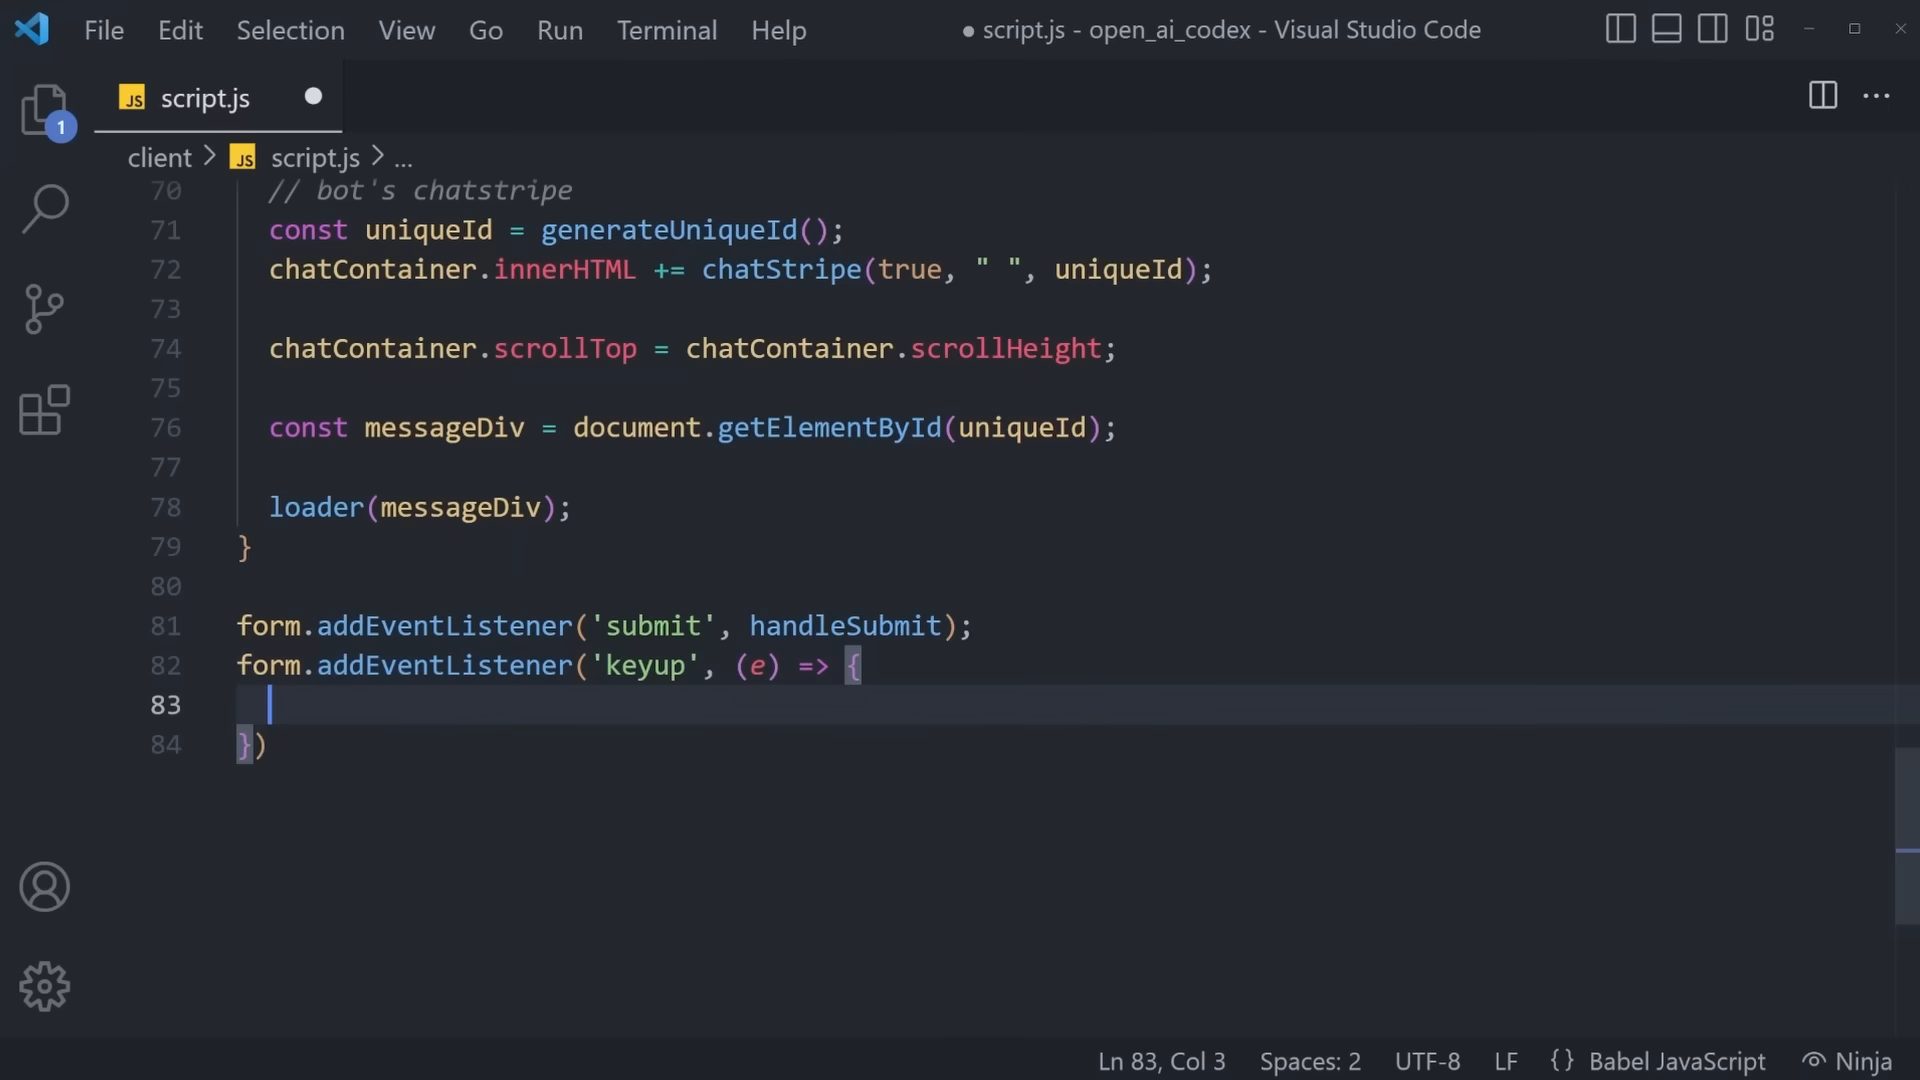 File Edit Selection View Go Run Terminal Help ● script.js - open_ai_codex - Visual Studio Code
JS script.js ●
1
client > JS script.js > ...
70 // bot's chatstripe
71 const uniqueId = generateUniqueId();
72 chatContainer.innerHTML += chatStripe(true, " ", uniqueId);
73
74 chatContainer.scrollTop = chatContainer.scrollHeight;
75
76 const messageDiv = document.getElementById(uniqueId);
77
78 loader(messageDiv);
79 }
80
81 form.addEventListener('submit', handleSubmit);
82 form.addEventListener('keyup', (e) => {
83
84 })
Ln 83, Col 3 Spaces: 2 UTF-8 LF {} Babel JavaScript Ninja